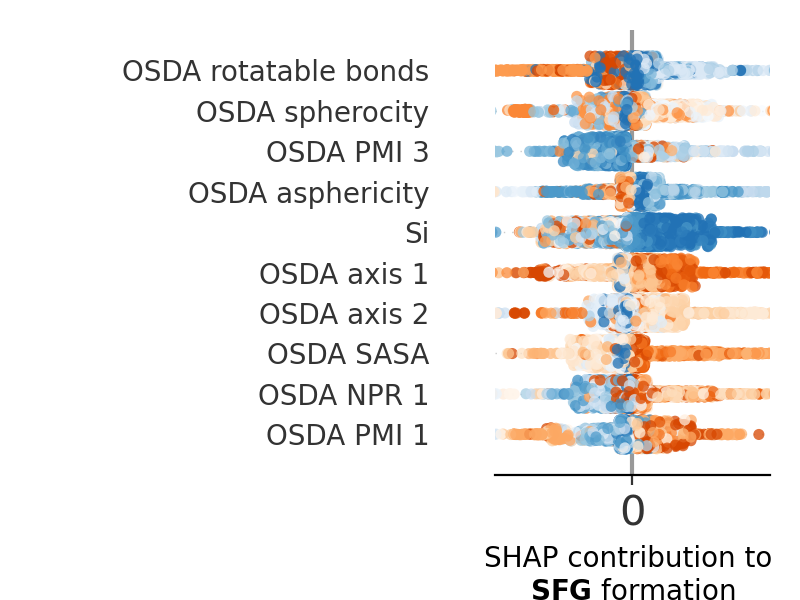 OSDA rotatable bonds
OSDA spherocity
OSDA PMI 3
OSDA asphericity
Si
OSDA axis 1
OSDA axis 2
OSDA SASA
OSDA NPR 1
OSDA PMI 1
0
SHAP contribution to
SFG formation